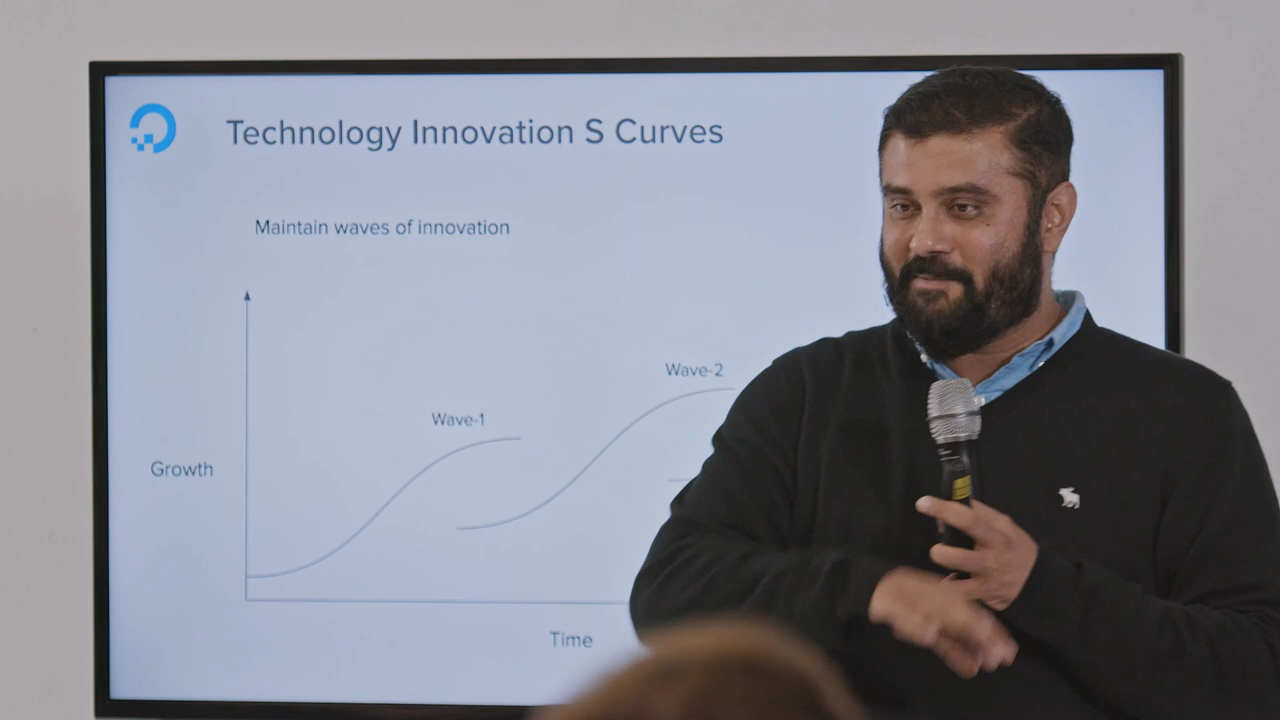 Technology Innovation S Curves
Maintain waves of innovation
Wave-2
Wave-1
Growth
Time